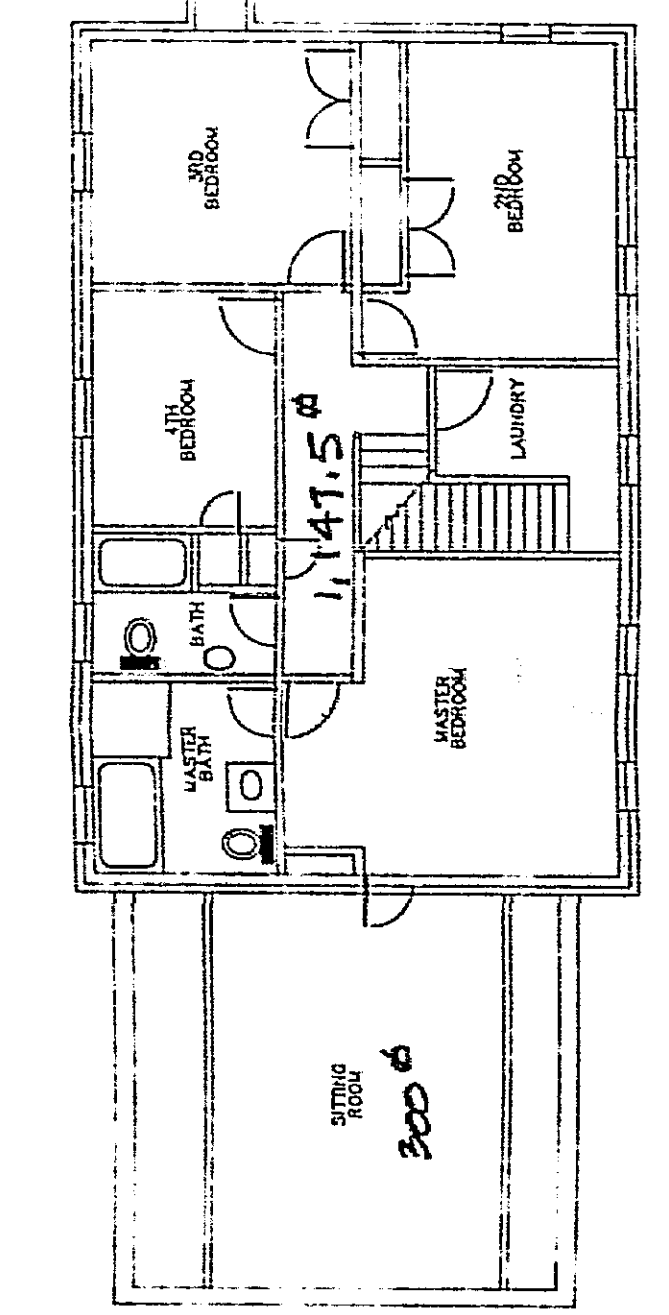 3RD
BEDROOM
2ND
BEDROOM
4TH
BEDROOM
LAUNDRY
1,147.5
BATH
MASTER
BATH
MASTER
BEDROOM
SITTING
ROOM
300